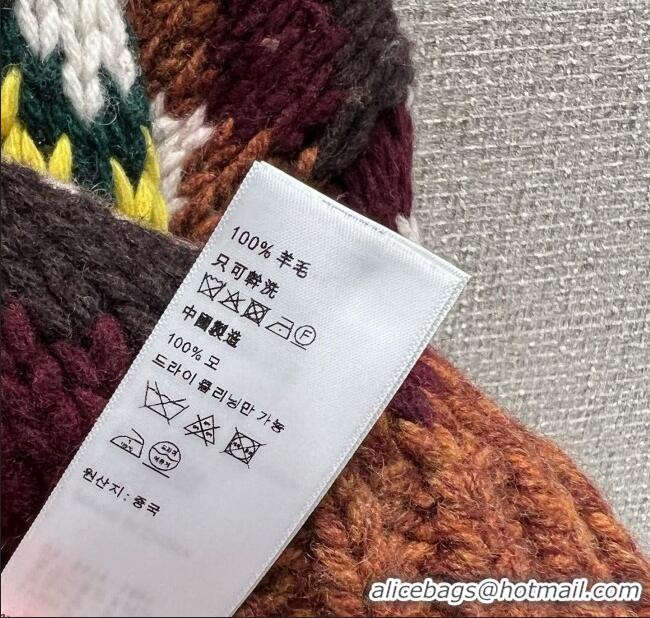 100% 羊毛
只可幹洗
F
中國製造
100% 모
드라이 클리닝만 가능
원산지 : 중국
alicebags@hotmail.com